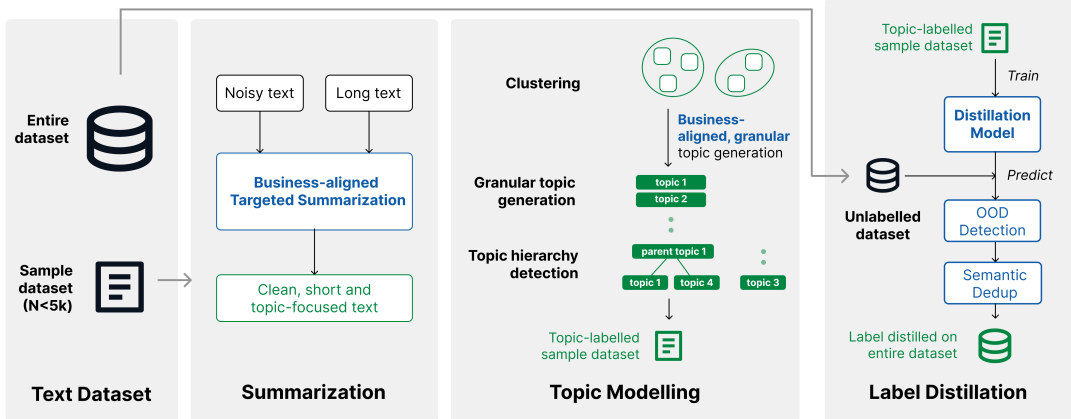 Entire
dataset
Sample
dataset
(N<5k)
Text Dataset
Noisy text
Long text
Business-aligned
Targeted Summarization
Clean, short and
topic-focused text
Summarization
Clustering
Business-
aligned, granular
topic generation
Granular topic
generation
topic 1
topic 2
Topic hierarchy
detection
parent topic 1
topic 1
topic 4
topic 3
Topic-labelled
sample dataset
Topic Modelling
Topic-labelled
sample dataset
Train
Distillation
Model
Predict
Unlabelled
dataset
OOD
Detection
Semantic
Dedup
Label distilled on
entire dataset
Label Distillation